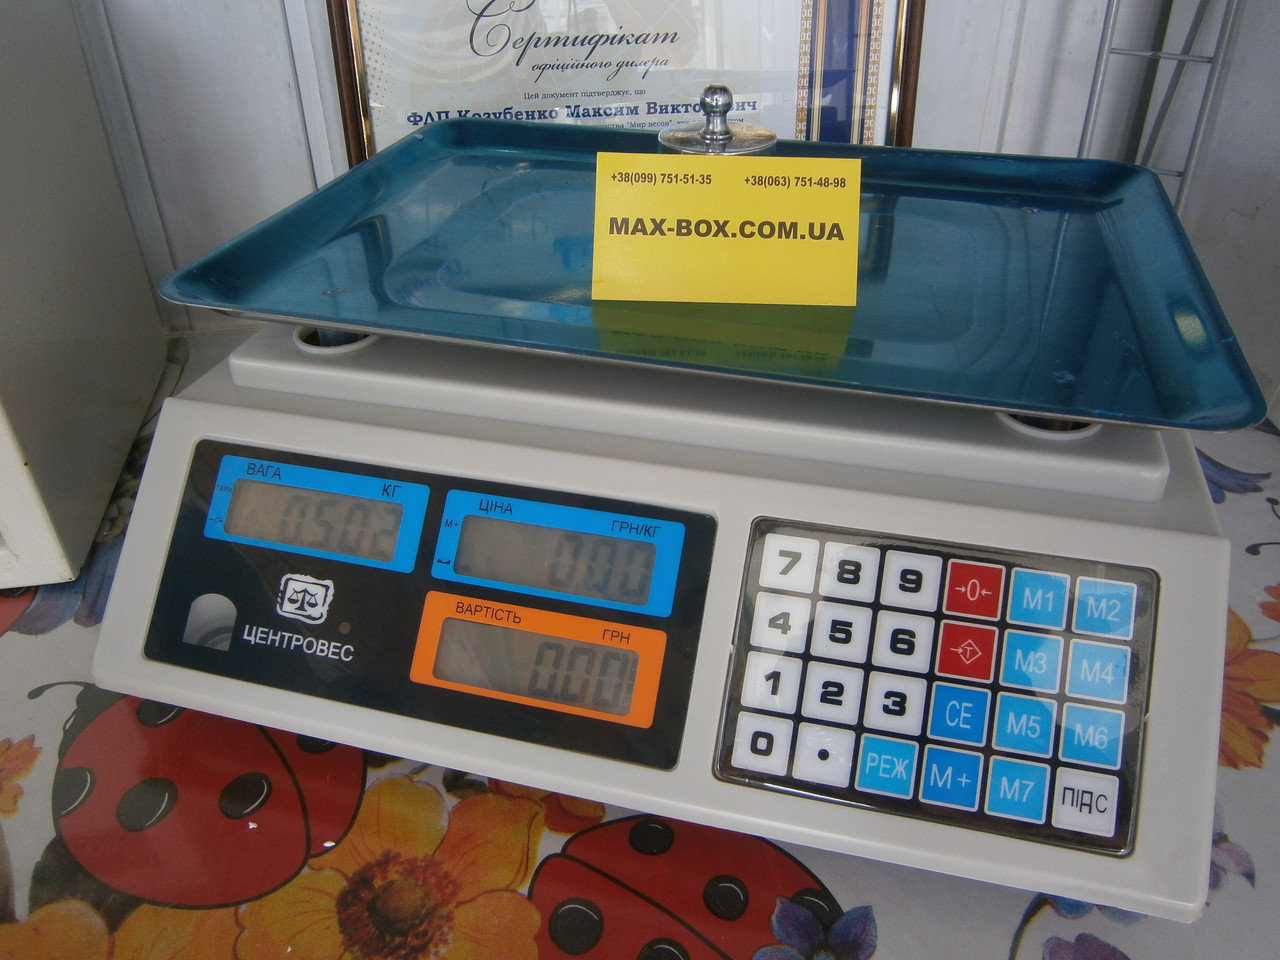 Сертифікат
офіційного дилера
Цей документ підтверджує, що
ФЛП Козубенко Максим Вікторович
"Мир весов",
+38(099) 751-51-35 +38(063) 751-48-98
MAX-BOX.COM.UA
ВАГА КГ
ТАРА
→0←
0.502
ЦІНА ГРН/КГ
M+
0.00
ВАРТІСТЬ ГРН
0.00
ЦЕНТРОВЕС
7 8 9 →0← M1 M2
4 5 6 →T← M3 M4
1 2 3 CE M5 M6
0 . РЕЖ M+ M7 ПІДС